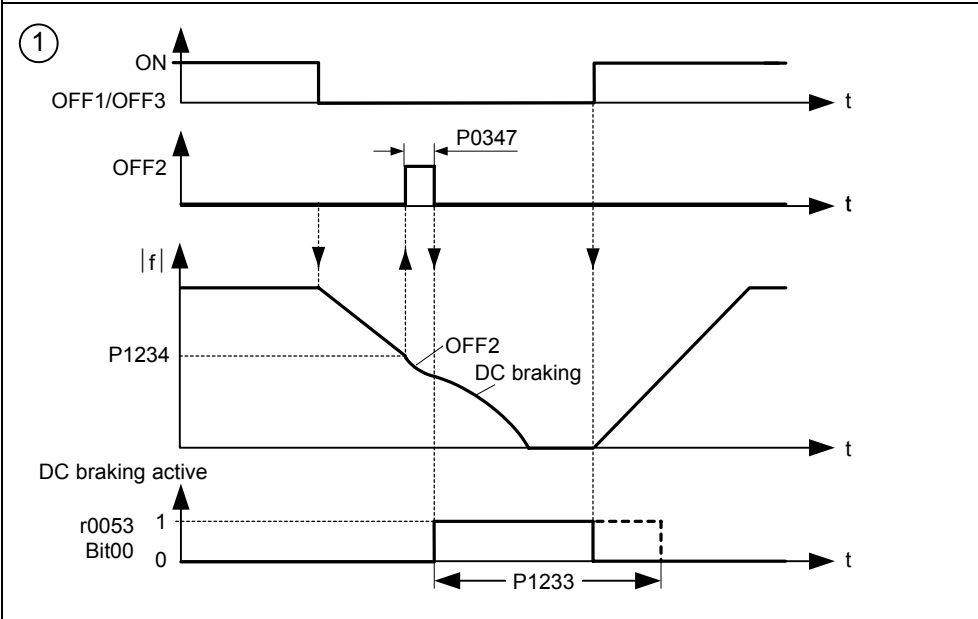 1
ON
OFF1/OFF3
t
P0347
OFF2
t
|f|
P1234
OFF2
DC braking
t
DC braking active
r0053 1
Bit00 0
t
P1233